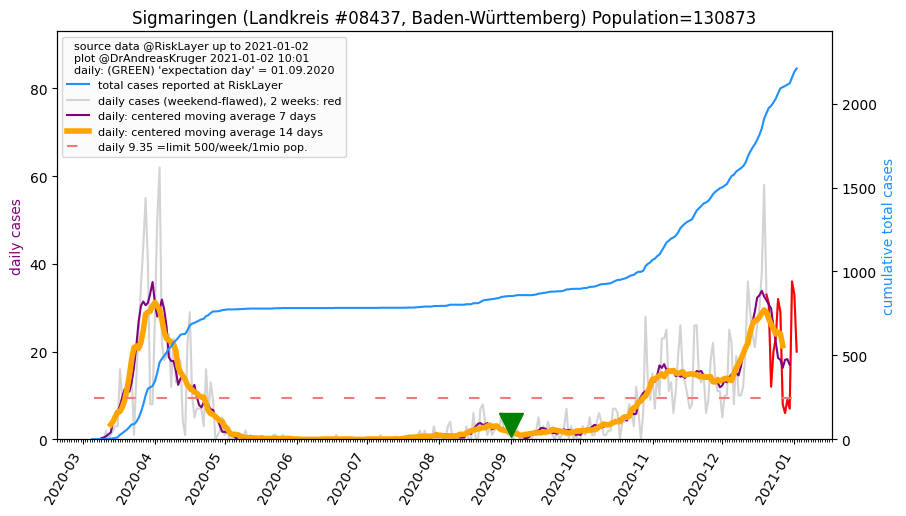 Sigmaringen (Landkreis #08437, Baden-Württemberg) Population=130873
source data @RiskLayer up to 2021-01-02
plot @DrAndreasKruger 2021-01-02 10:01
daily: (GREEN) 'expectation day' = 01.09.2020
total cases reported at RiskLayer
daily cases (weekend-flawed), 2 weeks: red
daily: centered moving average 7 days
daily: centered moving average 14 days
daily 9.35 =limit 500/week/1mio pop.
daily cases
80
60
40
20
0
cumulative total cases
2000
1500
1000
500
0
2020-03
2020-04
2020-05
2020-06
2020-07
2020-08
2020-09
2020-10
2020-11
2020-12
2021-01